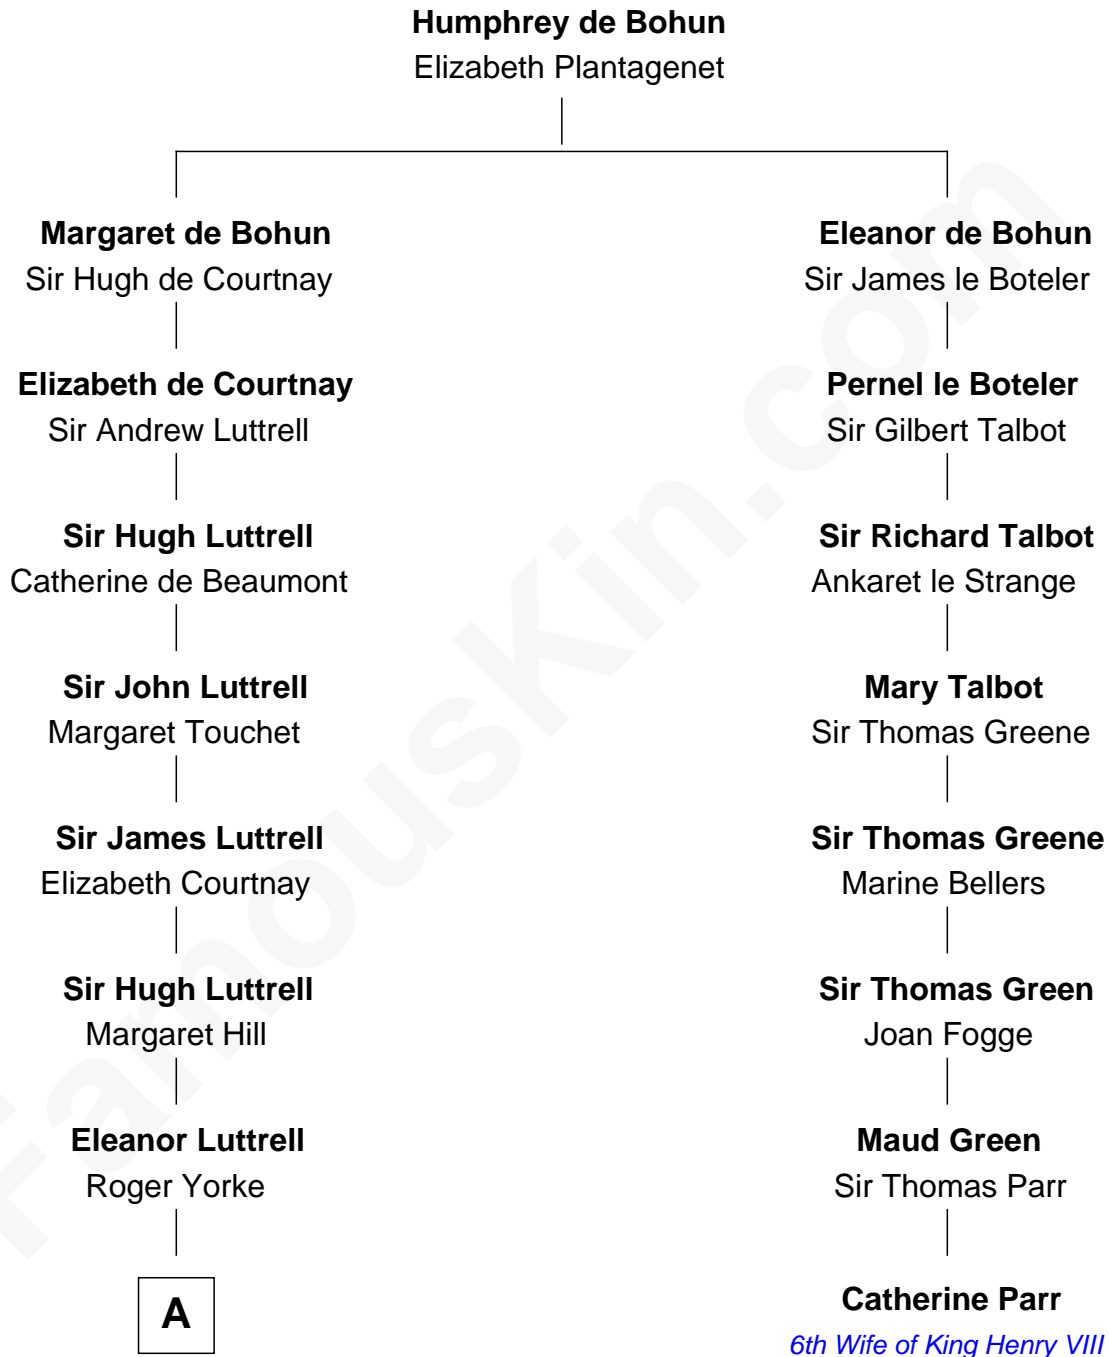 Humphrey de Bohun
Elizabeth Plantagenet
Margaret de Bohun
Sir Hugh de Courtnay
Eleanor de Bohun
Sir James le Boteler
Elizabeth de Courtnay
Sir Andrew Luttrell
Pernel le Boteler
Sir Gilbert Talbot
Sir Hugh Luttrell
Catherine de Beaumont
Sir Richard Talbot
Ankaret le Strange
Sir John Luttrell
Margaret Touchet
Mary Talbot
Sir Thomas Greene
Sir James Luttrell
Elizabeth Courtnay
Sir Thomas Greene
Marine Bellers
Sir Hugh Luttrell
Margaret Hill
Sir Thomas Green
Joan Fogge
Eleanor Luttrell
Roger Yorke
Maud Green
Sir Thomas Parr
A
Catherine Parr
6th Wife of King Henry VIII
FamousKin.com